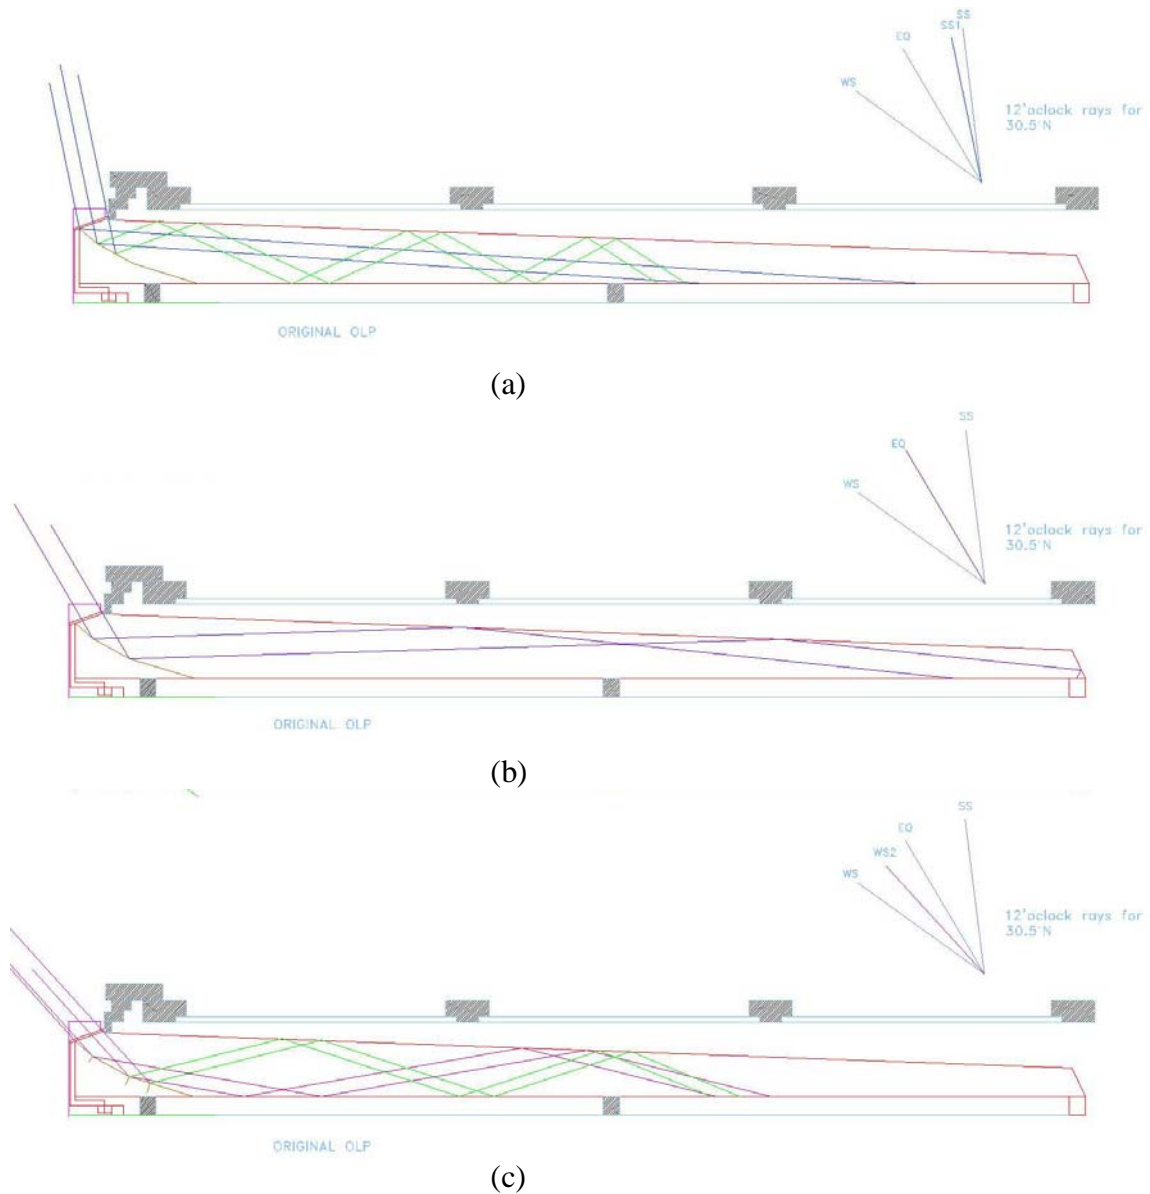 SS
SS1
EQ
WS
12'oclock rays for
30.5'N
ORIGINAL OLP
(a)
SS
EQ
WS
12'oclock rays for
30.5'N
ORIGINAL OLP
(b)
SS
EQ
WS2
WS
12'oclock rays for
30.5'N
ORIGINAL OLP
(c)